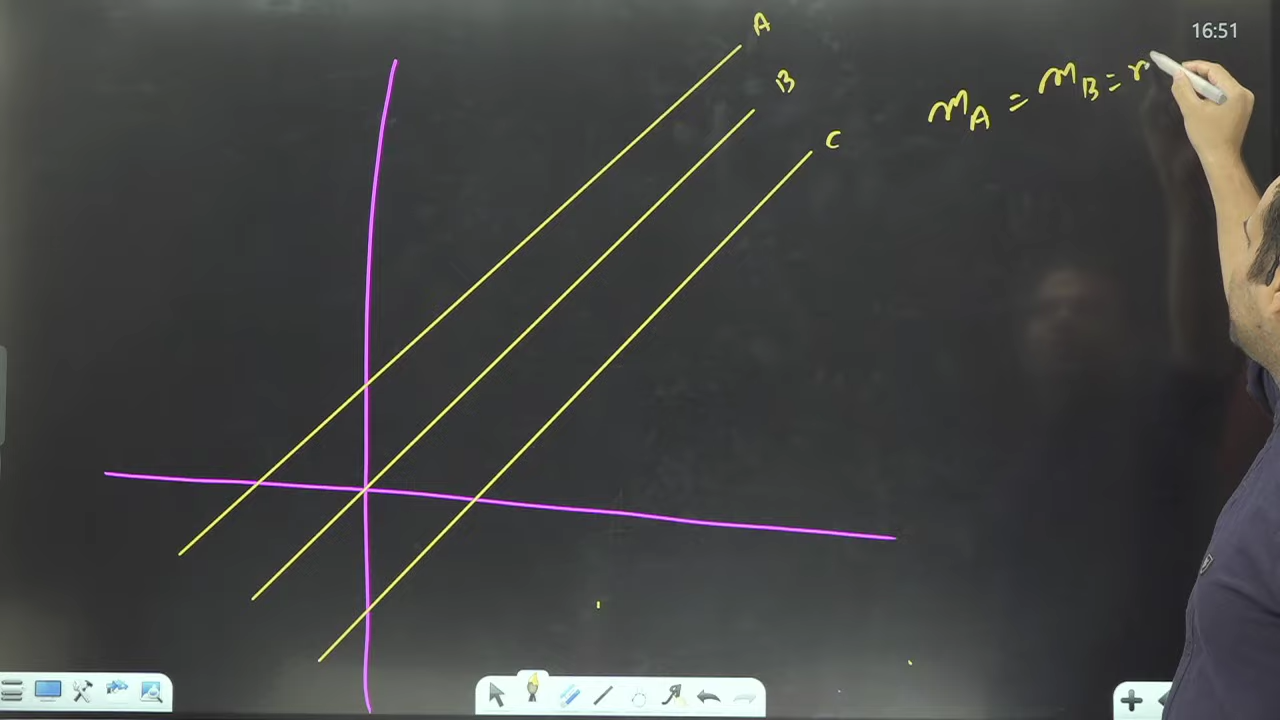 A
16:51
B
m_A = m_B =
C